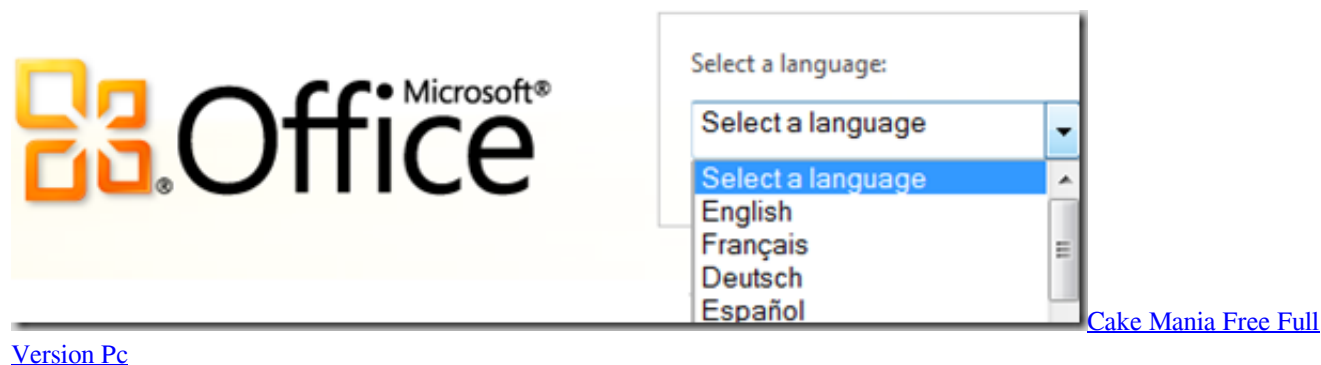 Microsoft®
Office
Select a language:
Select a language
Select a language
English
Français
Deutsch
Español
Cake Mania Free Full
Version Pc